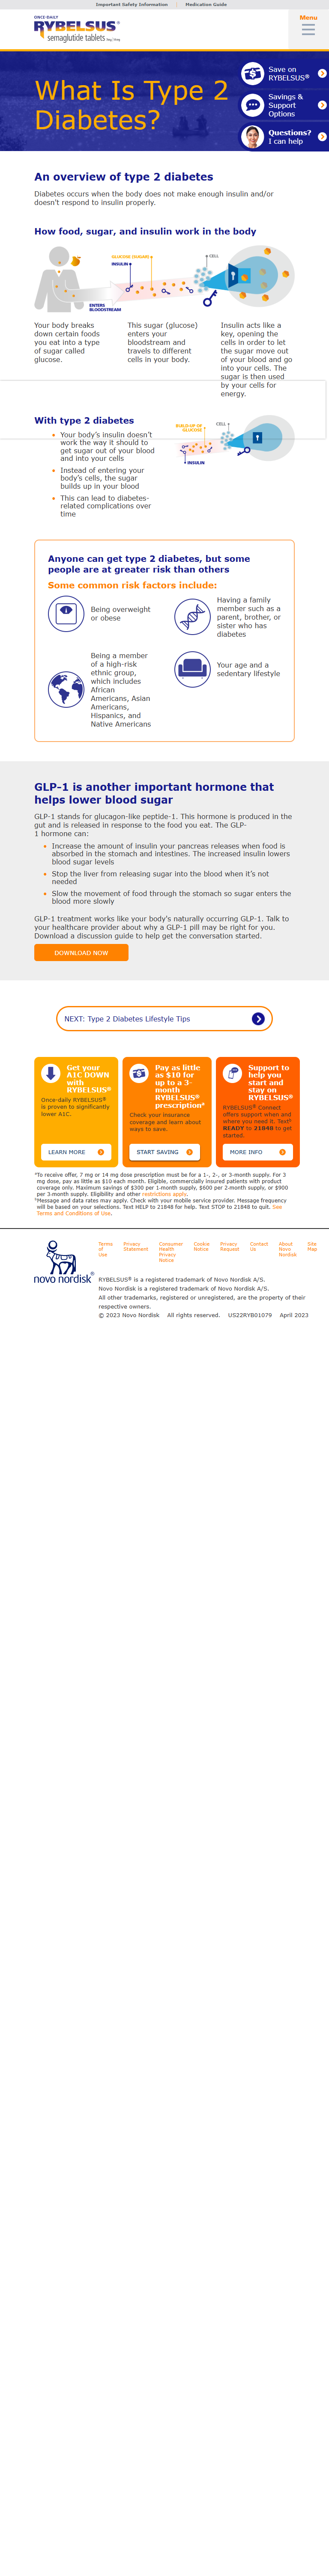 Important Safety Information
Medication Guide
ONCE DAILY
RYBELSUS®
semaglutide tablets
Menu
What Is Type 2
Diabetes?
Save on
RYBELSUS®
Savings &
Support
Options
Questions?
I can help
An overview of type 2 diabetes
Diabetes occurs when the body does not make enough insulin and/or
doesn't respond to insulin properly.
How food, sugar, and insulin work in the body
GLUCOSE (SUGAR)
INSULIN
CELL
ENTERS
BLOODSTREAM
Your body breaks
down certain foods
you eat into a type
of sugar called
glucose.
This sugar (glucose)
enters your
bloodstream and
travels to different
cells in your body.
Insulin acts like a
key, opening the
cells in order to let
the sugar move out
of your blood and go
into your cells. The
sugar is then used
by your cells for
energy.
With type 2 diabetes
• Your body’s insulin doesn’t
work the way it should to
get sugar out of your blood
and into your cells
• Instead of entering your
body’s cells, the sugar
builds up in your blood
• This can lead to diabetes-
related complications over
time
BUILD-UP OF
GLUCOSE
CELL
INSULIN
Anyone can get type 2 diabetes, but some
people are at greater risk than others
Some common risk factors include:
Being overweight
or obese
Having a family
member such as a
parent, brother, or
sister who has
diabetes
Being a member
of a high-risk
ethnic group,
which includes
African
Americans, Asian
Americans,
Hispanics, and
Native Americans
Your age and a
sedentary lifestyle
GLP-1 is another important hormone that
helps lower blood sugar
GLP-1 stands for glucagon-like peptide-1. This hormone is produced in the
gut and is released in response to the food you eat. The GLP-
1 hormone can:
• Increase the amount of insulin your pancreas releases when food is
absorbed in the stomach and intestines. The increased insulin lowers
blood sugar levels
• Stop the liver from releasing sugar into the blood when it’s not
needed
• Slow the movement of food through the stomach so sugar enters the
blood more slowly
GLP-1 treatment works like your body's naturally occurring GLP-1. Talk to
your healthcare provider about why a GLP-1 pill may be right for you.
Download a discussion guide to help get the conversation started.
DOWNLOAD NOW
NEXT: Type 2 Diabetes Lifestyle Tips
Get your
A1C DOWN
with
RYBELSUS®
Once-daily RYBELSUS®
is proven to significantly
lower A1C.
LEARN MORE
Pay as little
as $10 for
up to a 3-
month
RYBELSUS®
prescription
Check your insurance
coverage and learn about
ways to save.
START SAVING
Support to
help you
start and
stay on
RYBELSUS®
RYBELSUS® Connect
offers support when and
where you need it. Text
READY to 21848 to get
started.
MORE INFO
To receive offer, 7 mg or 14 mg dose prescription must be for a 1-, 2-, or 3-month supply. For 3
mg dose, pay as little as $10 each month. Eligible, commercially insured patients with product
coverage only. Maximum savings of $300 per 1-month supply, $600 per 2-month supply, or $900
per 3-month supply. Eligibility and other restrictions apply.
Message and data rates may apply. Check with your mobile service provider. Message frequency
will be based on your selections. Text HELP to 21848 for help. Text STOP to 21848 to quit. See
Terms and Conditions of Use.
novo nordisk®
Terms
of
Use
Privacy
Statement
Consumer
Health
Privacy
Notice
Cookie
Notice
Privacy
Request
Contact
Us
About
Novo
Nordisk
Site
Map
RYBELSUS® is a registered trademark of Novo Nordisk A/S.
Novo Nordisk is a registered trademark of Novo Nordisk A/S.
All other trademarks, registered or unregistered, are the property of their
respective owners.
© 2023 Novo Nordisk All rights reserved. US22RYB01079 April 2023